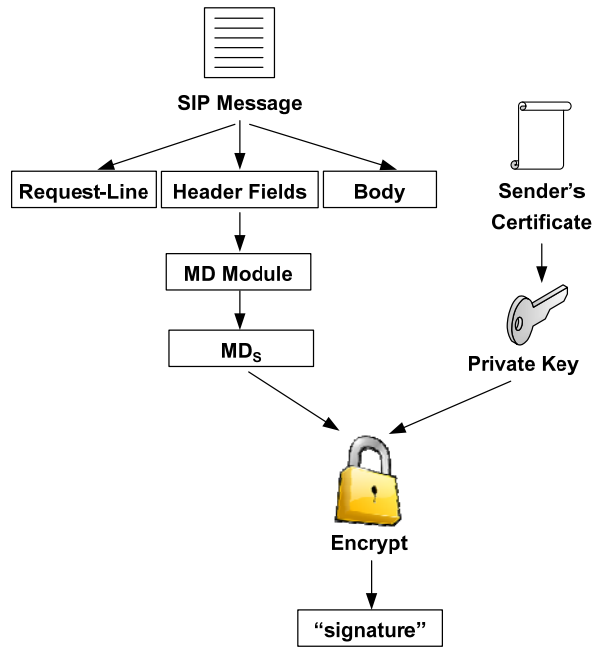 SIP Message
Request-Line
Header Fields
Body
Sender's
Certificate
MD Module
MDS
Private Key
Encrypt
“signature”